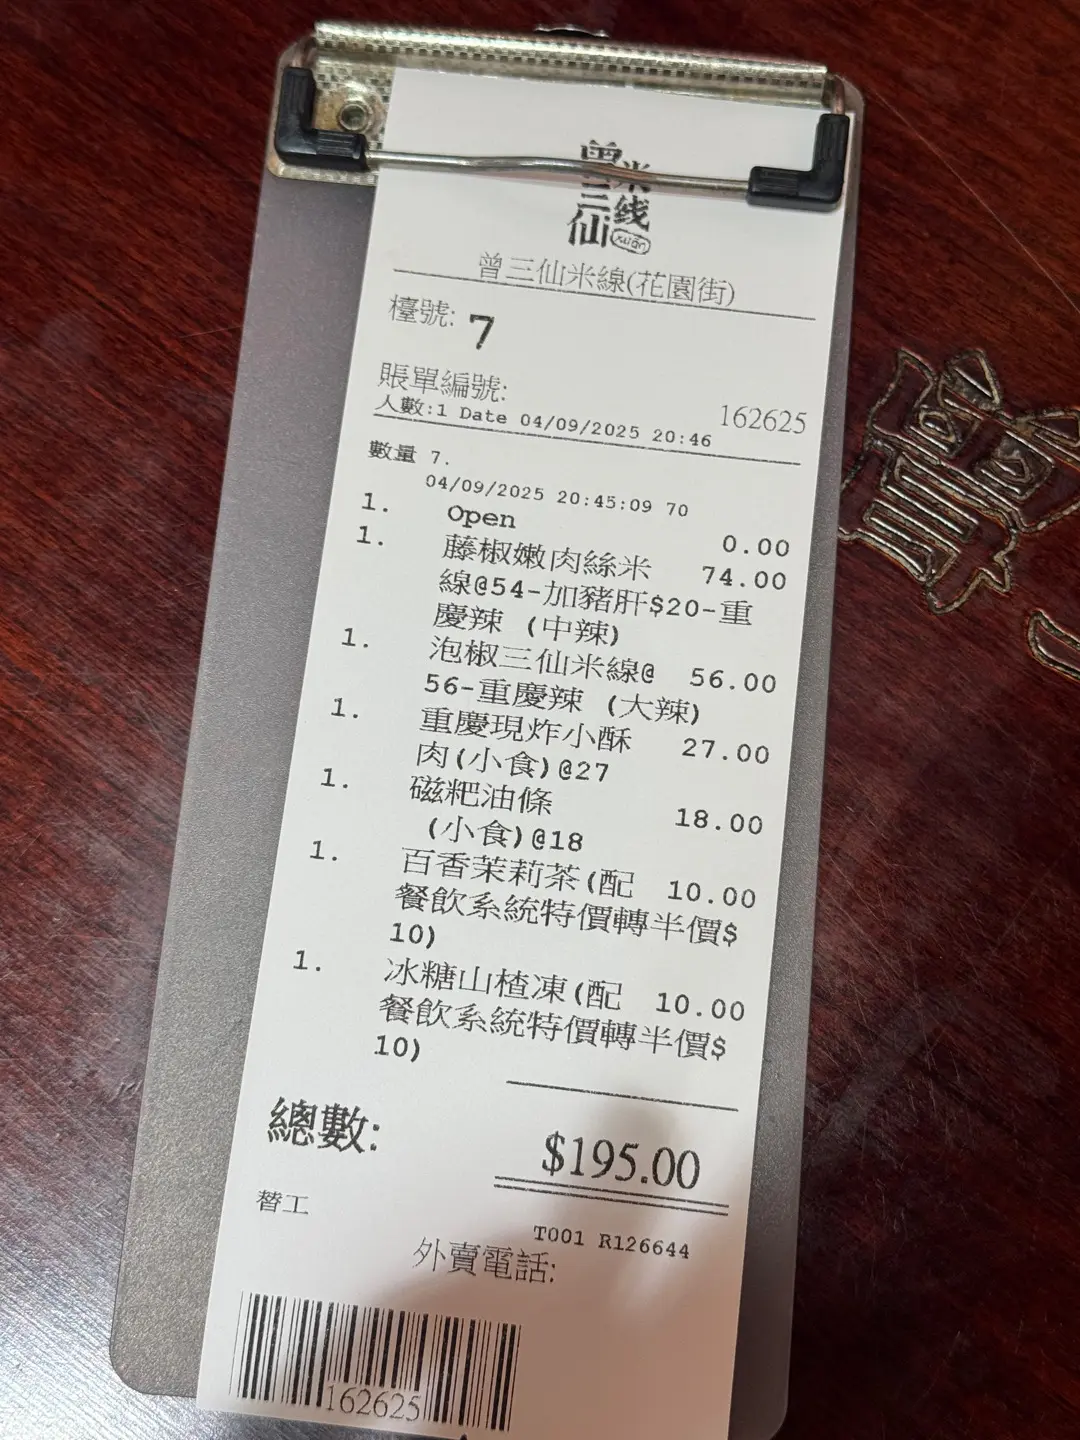 曾三仙
米线
xuàn
曾三仙米線(花園街)
檯號: 7
賬單編號: 162625
人數:1 Date 04/09/2025 20:46
數量 7.
04/09/2025 20:45:09 70
1. Open 0.00
1. 藤椒嫩肉絲米 74.00
線@54-加豬肝$20-重
慶辣 (中辣)
1. 泡椒三仙米線@ 56.00
56-重慶辣 (大辣)
1. 重慶現炸小酥 27.00
肉(小食)@27
1. 磁粑油條 18.00
(小食)@18
1. 百香茉莉茶(配 10.00
餐飲系統特價轉半價$
10)
1. 冰糖山楂凍(配 10.00
餐飲系統特價轉半價$
10)
總數: $195.00
替工
T001 R126644
外賣電話:
162625